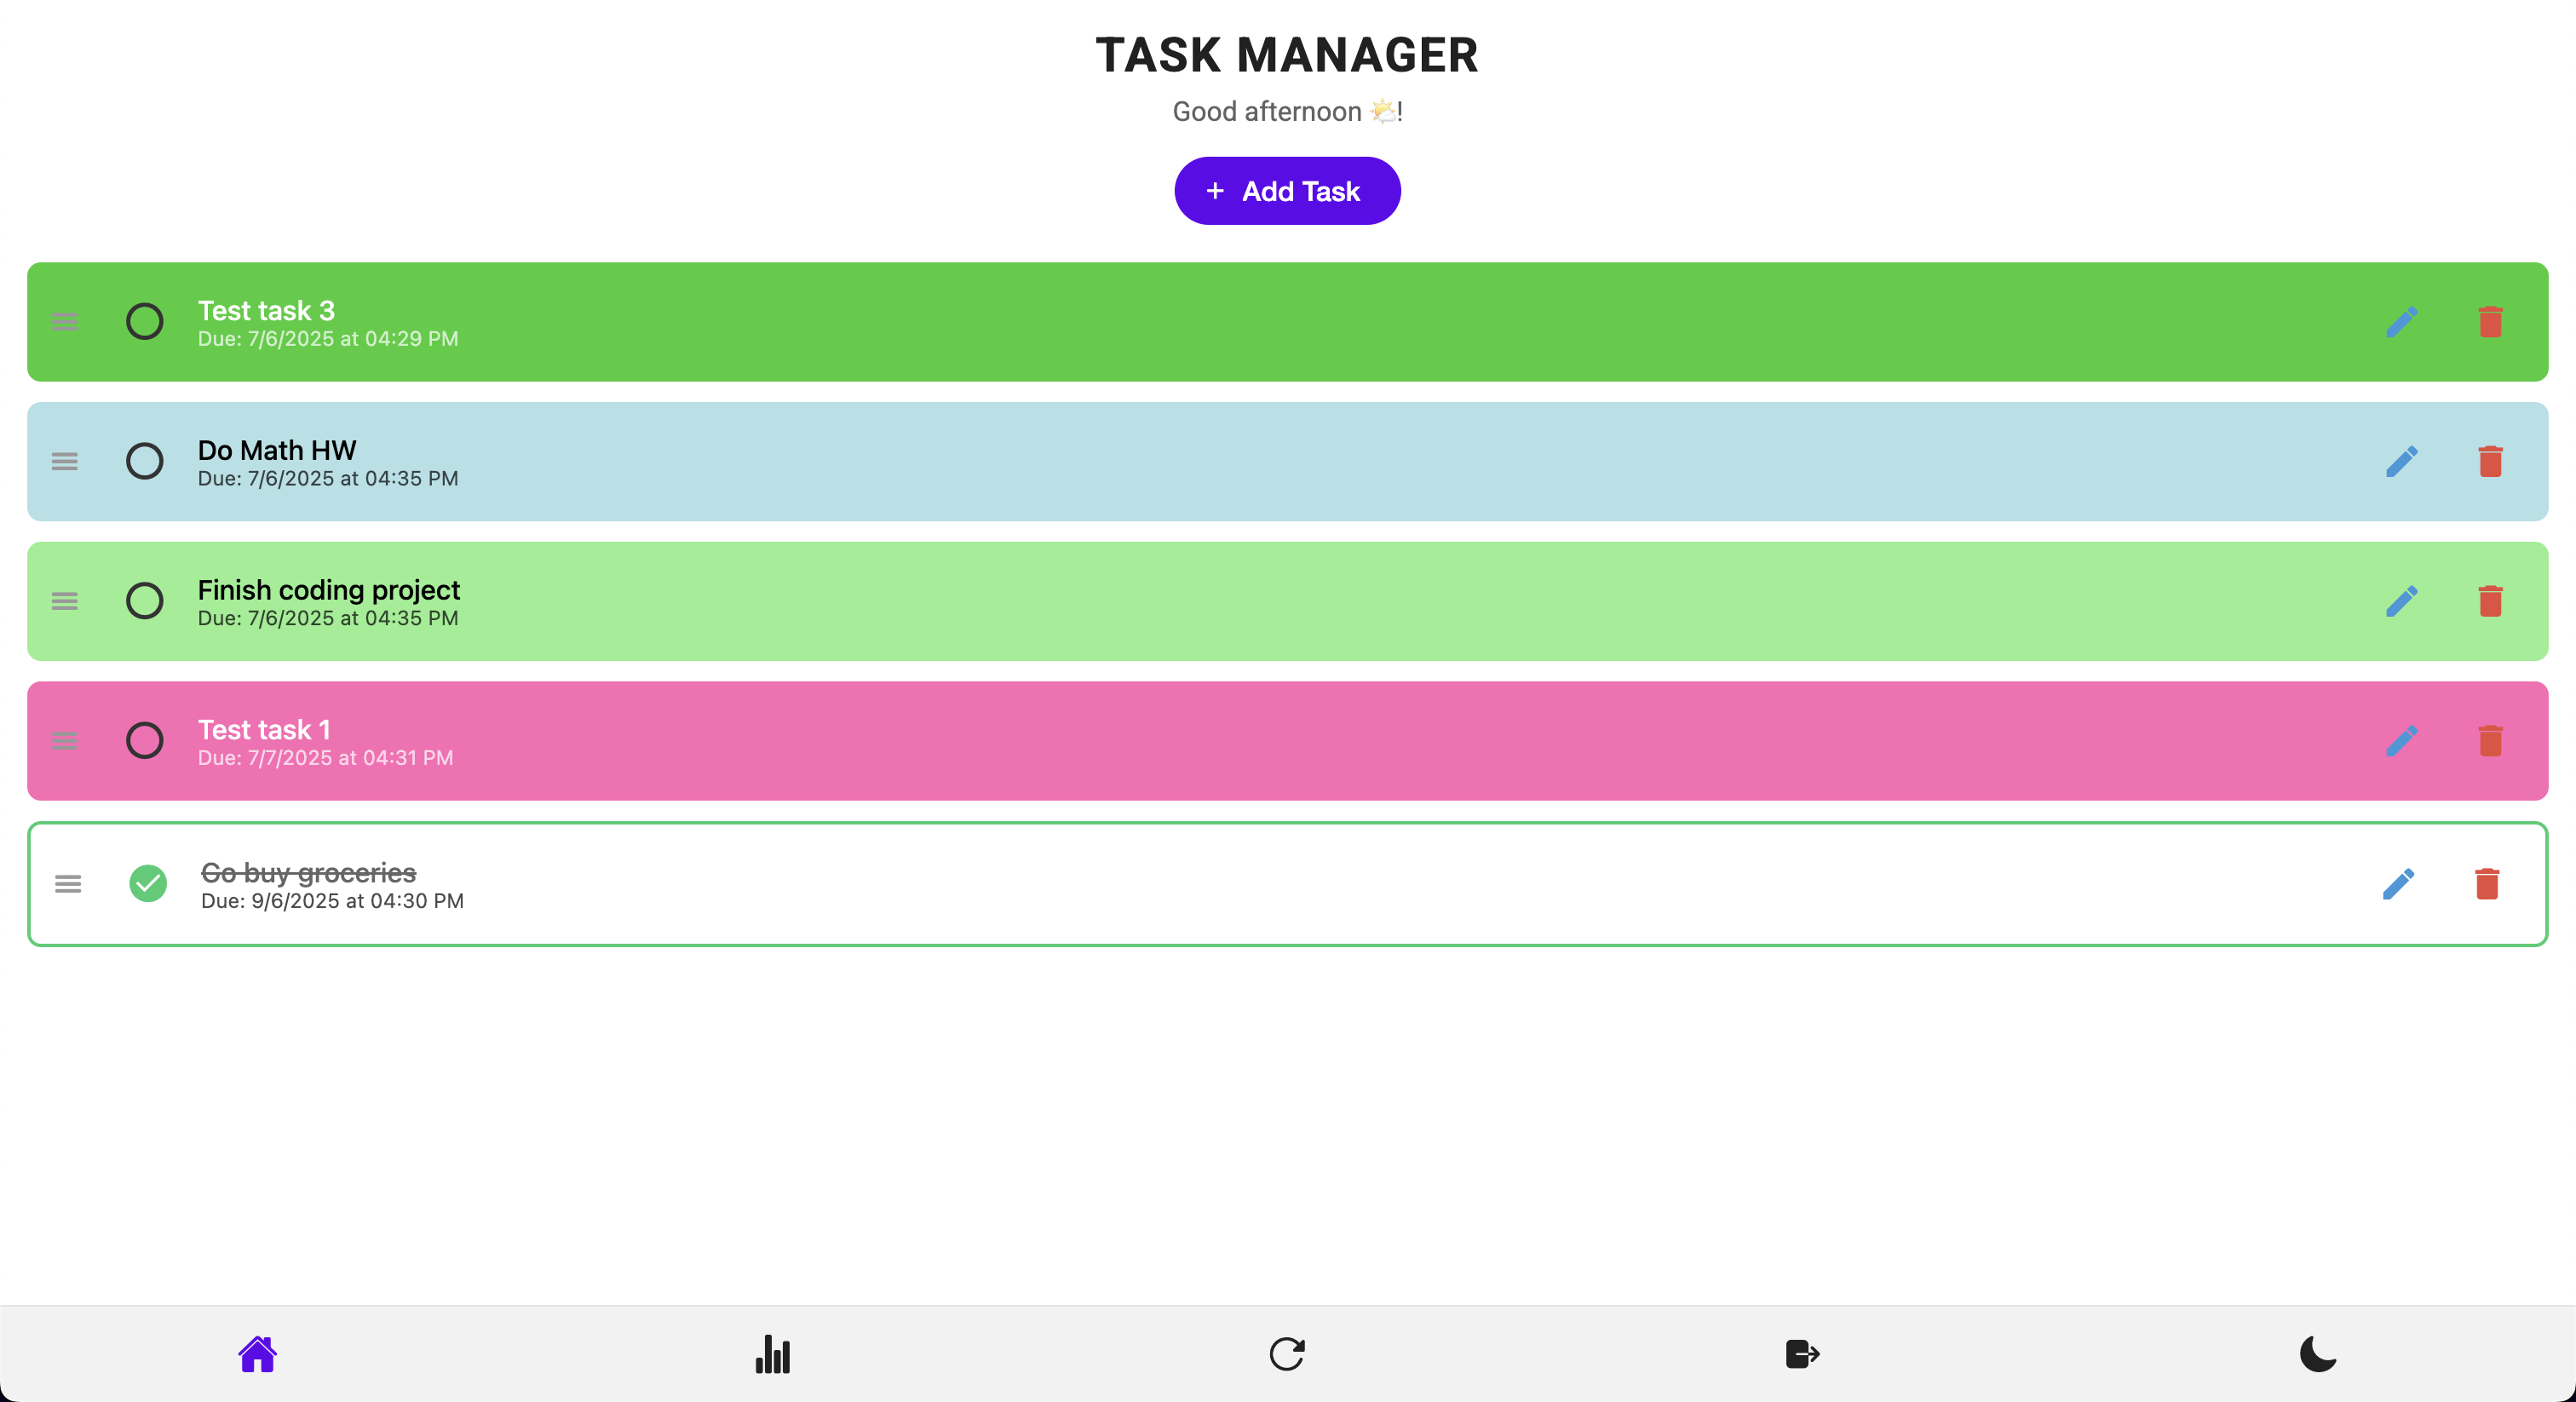 TASK MANAGER
Good afternoon 🌤️!
+ Add Task
Test task 3
Due: 7/6/2025 at 04:29 PM
Do Math HW
Due: 7/6/2025 at 04:35 PM
Finish coding project
Due: 7/6/2025 at 04:35 PM
Test task 1
Due: 7/7/2025 at 04:31 PM
Go buy groceries
Due: 9/6/2025 at 04:30 PM